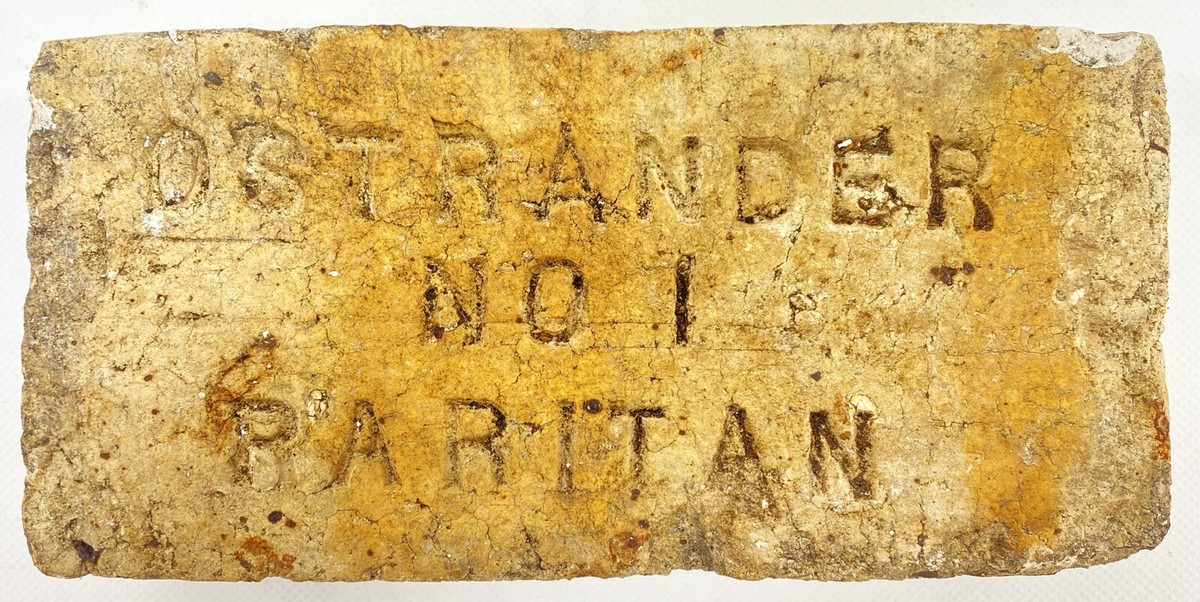 OSTRANDER
NO 1
RARITAN